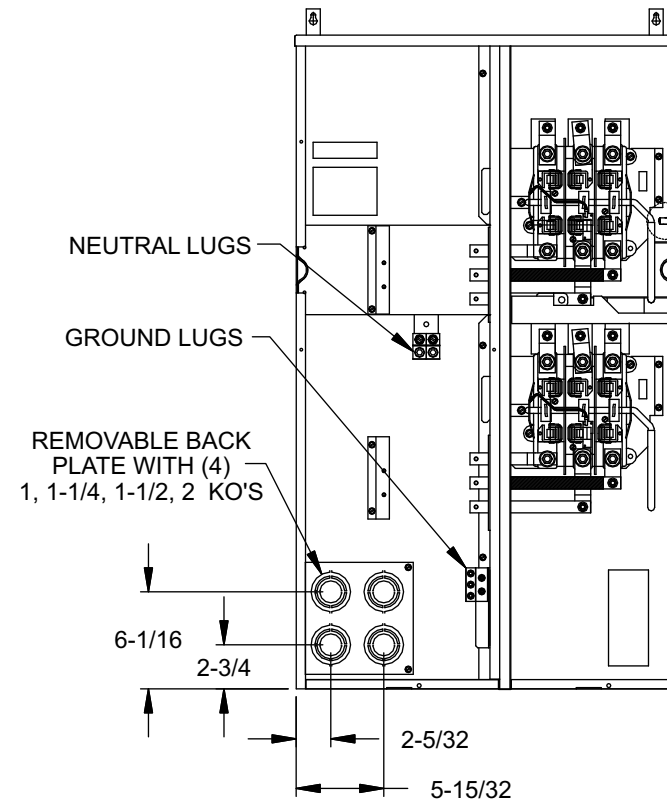 NEUTRAL LUGS
GROUND LUGS
REMOVABLE BACK
PLATE WITH (4)
1, 1-1/4, 1-1/2, 2 KO'S
6-1/16
2-3/4
2-5/32
5-15/32